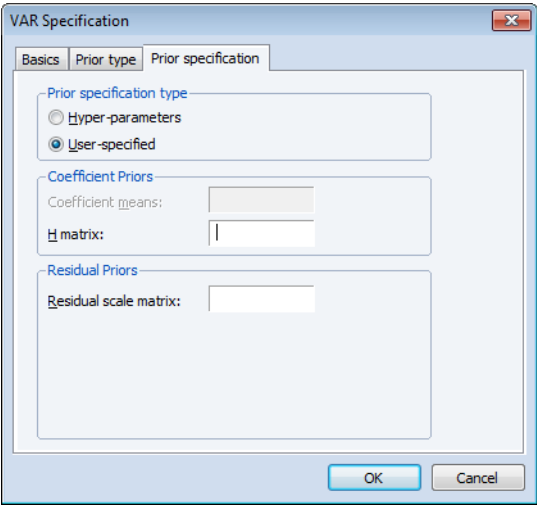 VAR Specification
Basics Prior type Prior specification
Prior specification type
Hyper-parameters
User-specified
Coefficient Priors
Coefficient means:
H matrix:
Residual Priors
Residual scale matrix:
OK Cancel